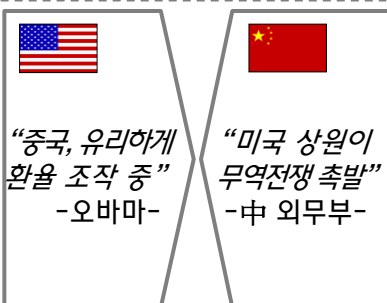 “중국, 유리하게
환율 조작 중”
-오바마-
“미국 상원이
무역전쟁 촉발”
-中 외무부-